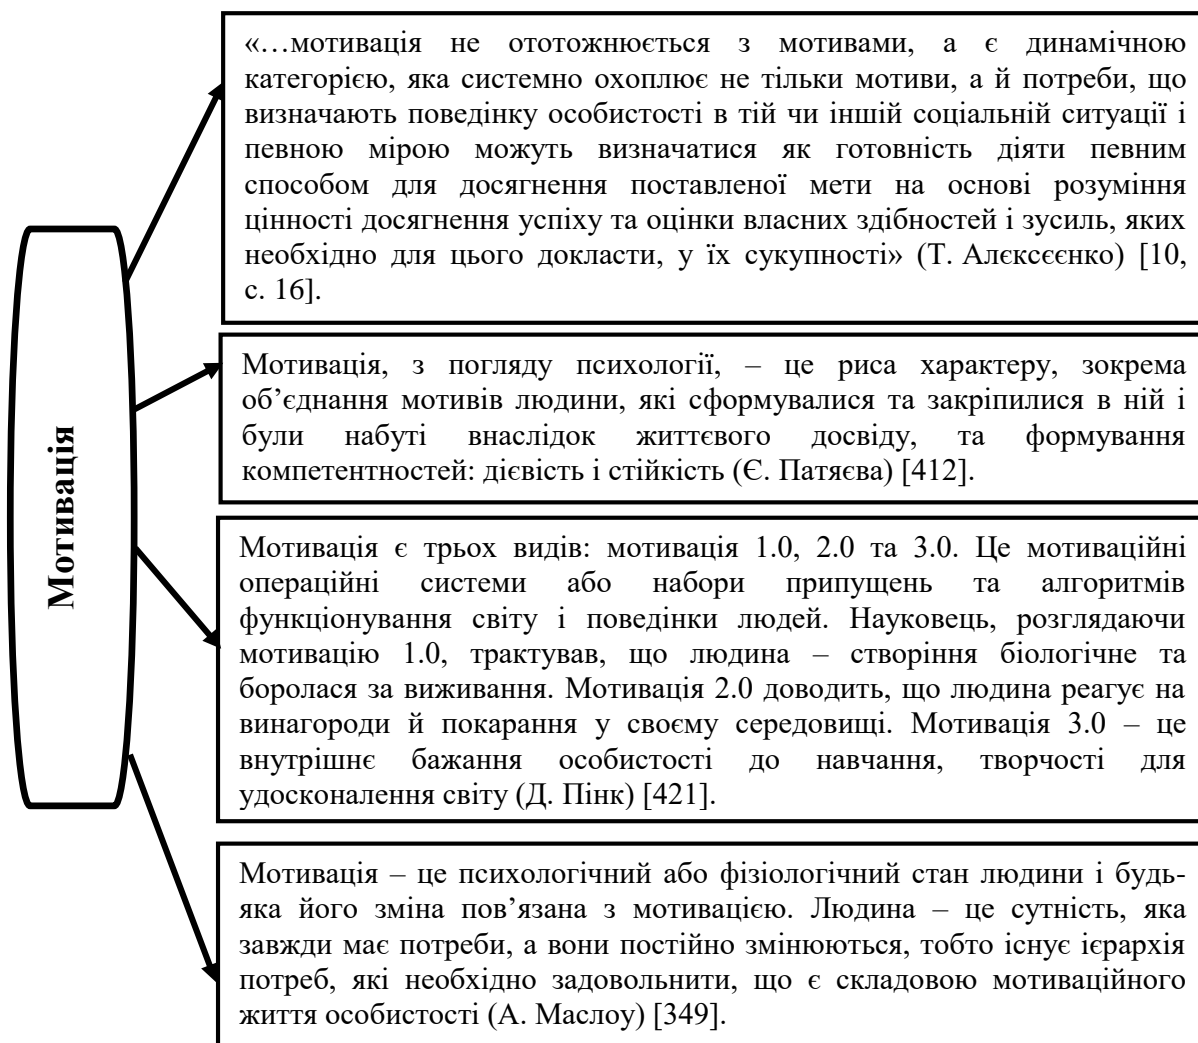 «…мотивація не ототожнюється з мотивами, а є динамічною
категорією, яка системно охоплює не тільки мотиви, а й потреби, що
визначають поведінку особистості в тій чи іншій соціальній ситуації і
певною мірою можуть визначатися як готовність діяти певним
способом для досягнення поставленої мети на основі розуміння
цінності досягнення успіху та оцінки власних здібностей і зусиль, яких
необхідно для цього докласти, у їх сукупності» (Т. Алєксєєнко) [10,
с. 16].
Мотивація
Мотивація, з погляду психології, – це риса характеру, зокрема
об’єднання мотивів людини, які сформувалися та закріпилися в ній і
були набуті внаслідок життєвого досвіду, та формування
компетентностей: дієвість і стійкість (Є. Патяєва) [412].
Мотивація є трьох видів: мотивація 1.0, 2.0 та 3.0. Це мотиваційні
операційні системи або набори припущень та алгоритмів
функціонування світу і поведінки людей. Науковець, розглядаючи
мотивацію 1.0, трактував, що людина – створіння біологічне та
боролася за виживання. Мотивація 2.0 доводить, що людина реагує на
винагороди й покарання у своєму середовищі. Мотивація 3.0 – це
внутрішнє бажання особистості до навчання, творчості для
удосконалення світу (Д. Пінк) [421].
Мотивація – це психологічний або фізіологічний стан людини і будь-
яка його зміна пов’язана з мотивацією. Людина – це сутність, яка
завжди має потреби, а вони постійно змінюються, тобто існує ієрархія
потреб, які необхідно задовольнити, що є складовою мотиваційного
життя особистості (А. Маслоу) [349].